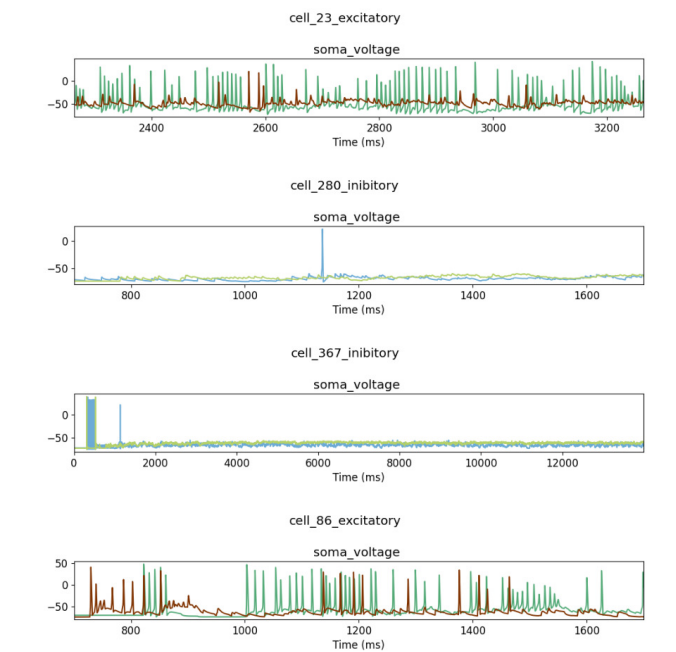 cell_23_excitatory
soma_voltage
0
−50
2400 2600 2800 3000 3200
Time (ms)
cell_280_inibitory
soma_voltage
0
−50
800 1000 1200 1400 1600
Time (ms)
cell_367_inibitory
soma_voltage
0
−50
0 2000 4000 6000 8000 10000 12000
Time (ms)
cell_86_excitatory
soma_voltage
50
0
−50
800 1000 1200 1400 1600
Time (ms)